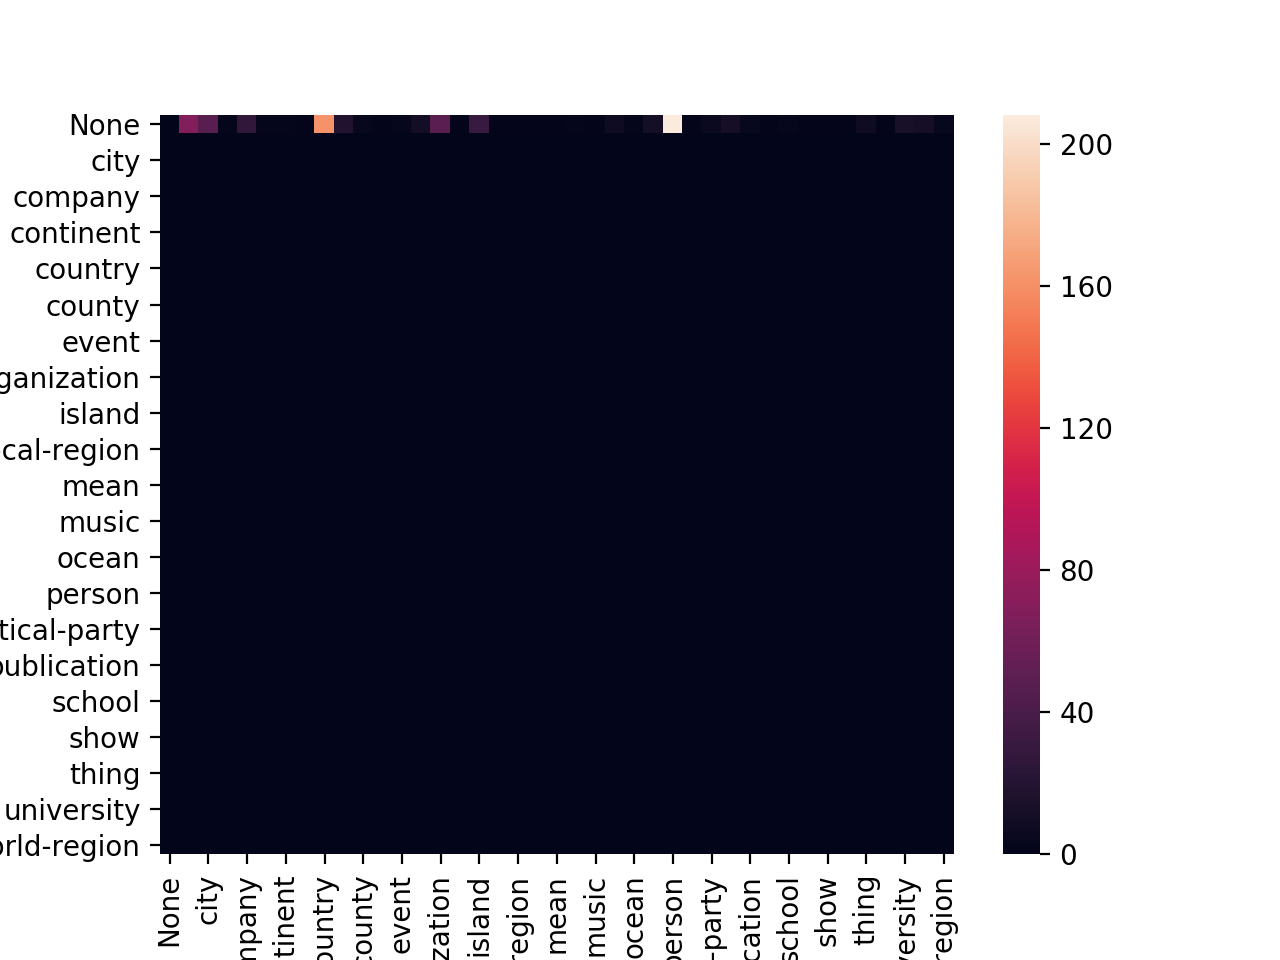 None
city
company
continent
country
county
event
ganization
island
cal-region
mean
music
ocean
person
tical-party
publication
school
show
thing
university
orld-region
200
160
120
80
40
0
None
city
mpany
tinent
ountry
county
event
zation
island
region
mean
music
ocean
person
-party
cation
school
show
thing
versity
region